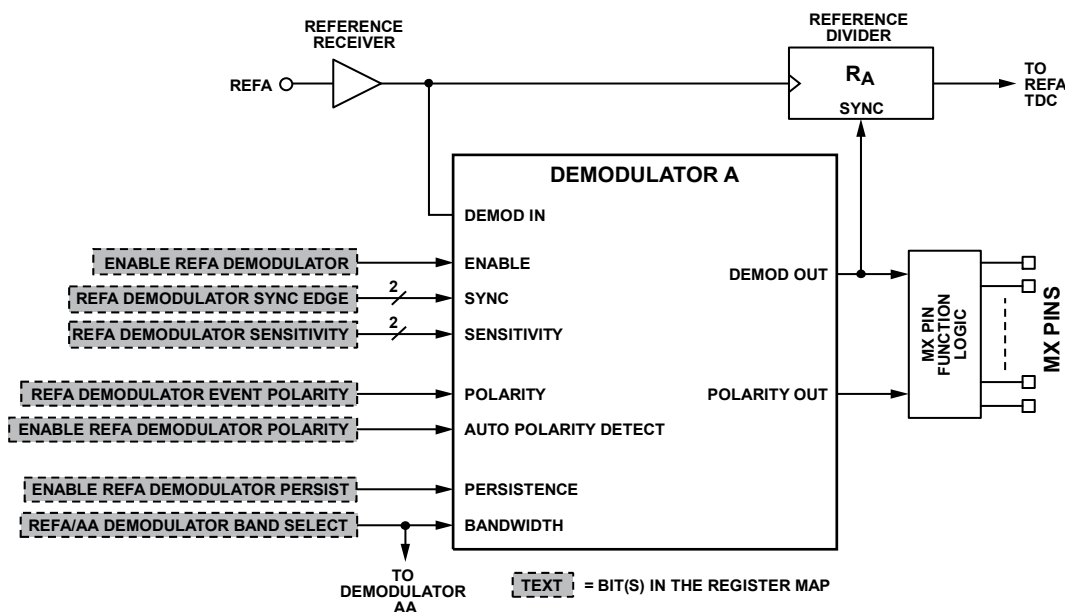 REFERENCE
RECEIVER
REFERENCE
DIVIDER
REFA
RA
SYNC
TO
REFA
TDC
DEMODULATOR A
DEMOD IN
ENABLE REFA DEMODULATOR
ENABLE
REFA DEMODULATOR SYNC EDGE
2
SYNC
REFA DEMODULATOR SENSITIVITY
2
SENSITIVITY
DEMOD OUT
REFA DEMODULATOR EVENT POLARITY
POLARITY
POLARITY OUT
ENABLE REFA DEMODULATOR POLARITY
AUTO POLARITY DETECT
ENABLE REFA DEMODULATOR PERSIST
PERSISTENCE
REFA/AA DEMODULATOR BAND SELECT
BANDWIDTH
MX PIN
FUNCTION
LOGIC
MX PINS
TO
DEMODULATOR
AA
TEXT = BIT(S) IN THE REGISTER MAP